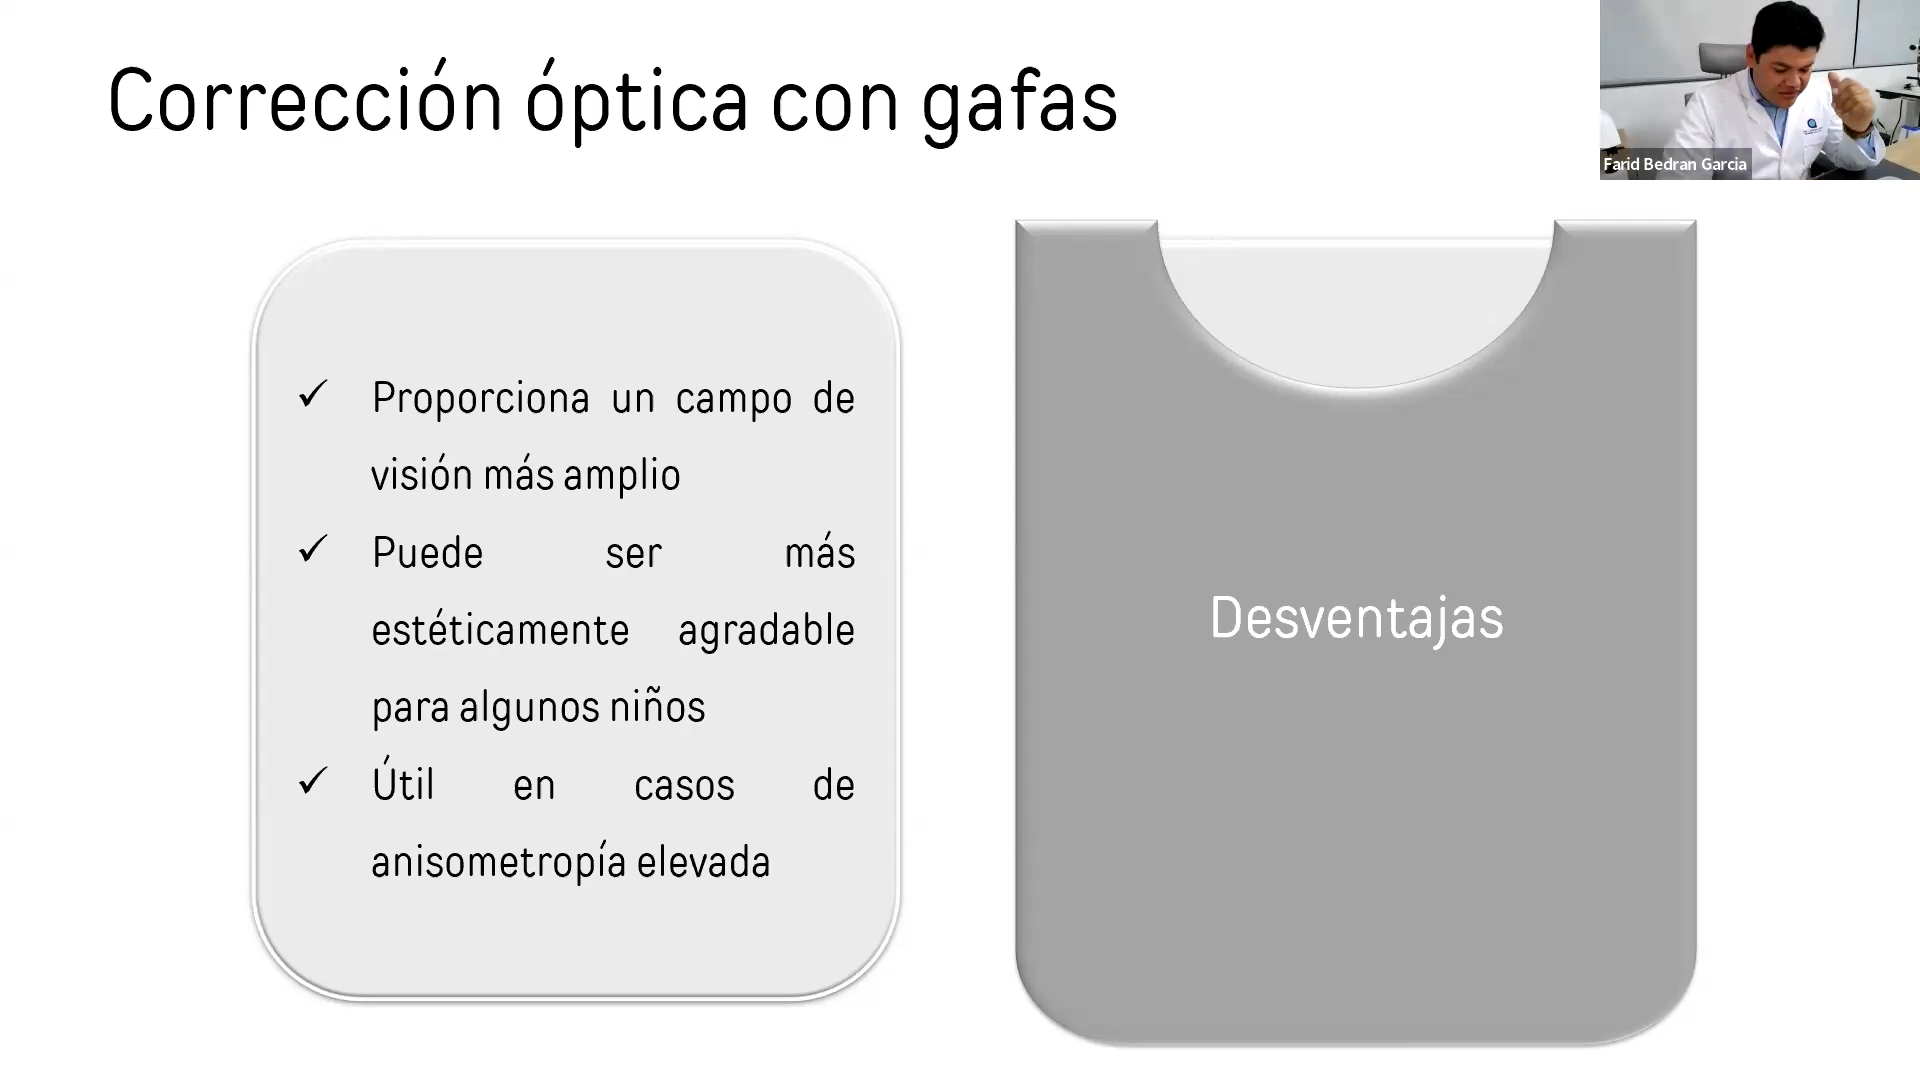 Corrección óptica con gafas
Farid Bedran Garcia
Proporciona un campo de
visión más amplio
Puede ser más
estéticamente agradable
para algunos niños
Útil en casos de
anisometropía elevada
Desventajas